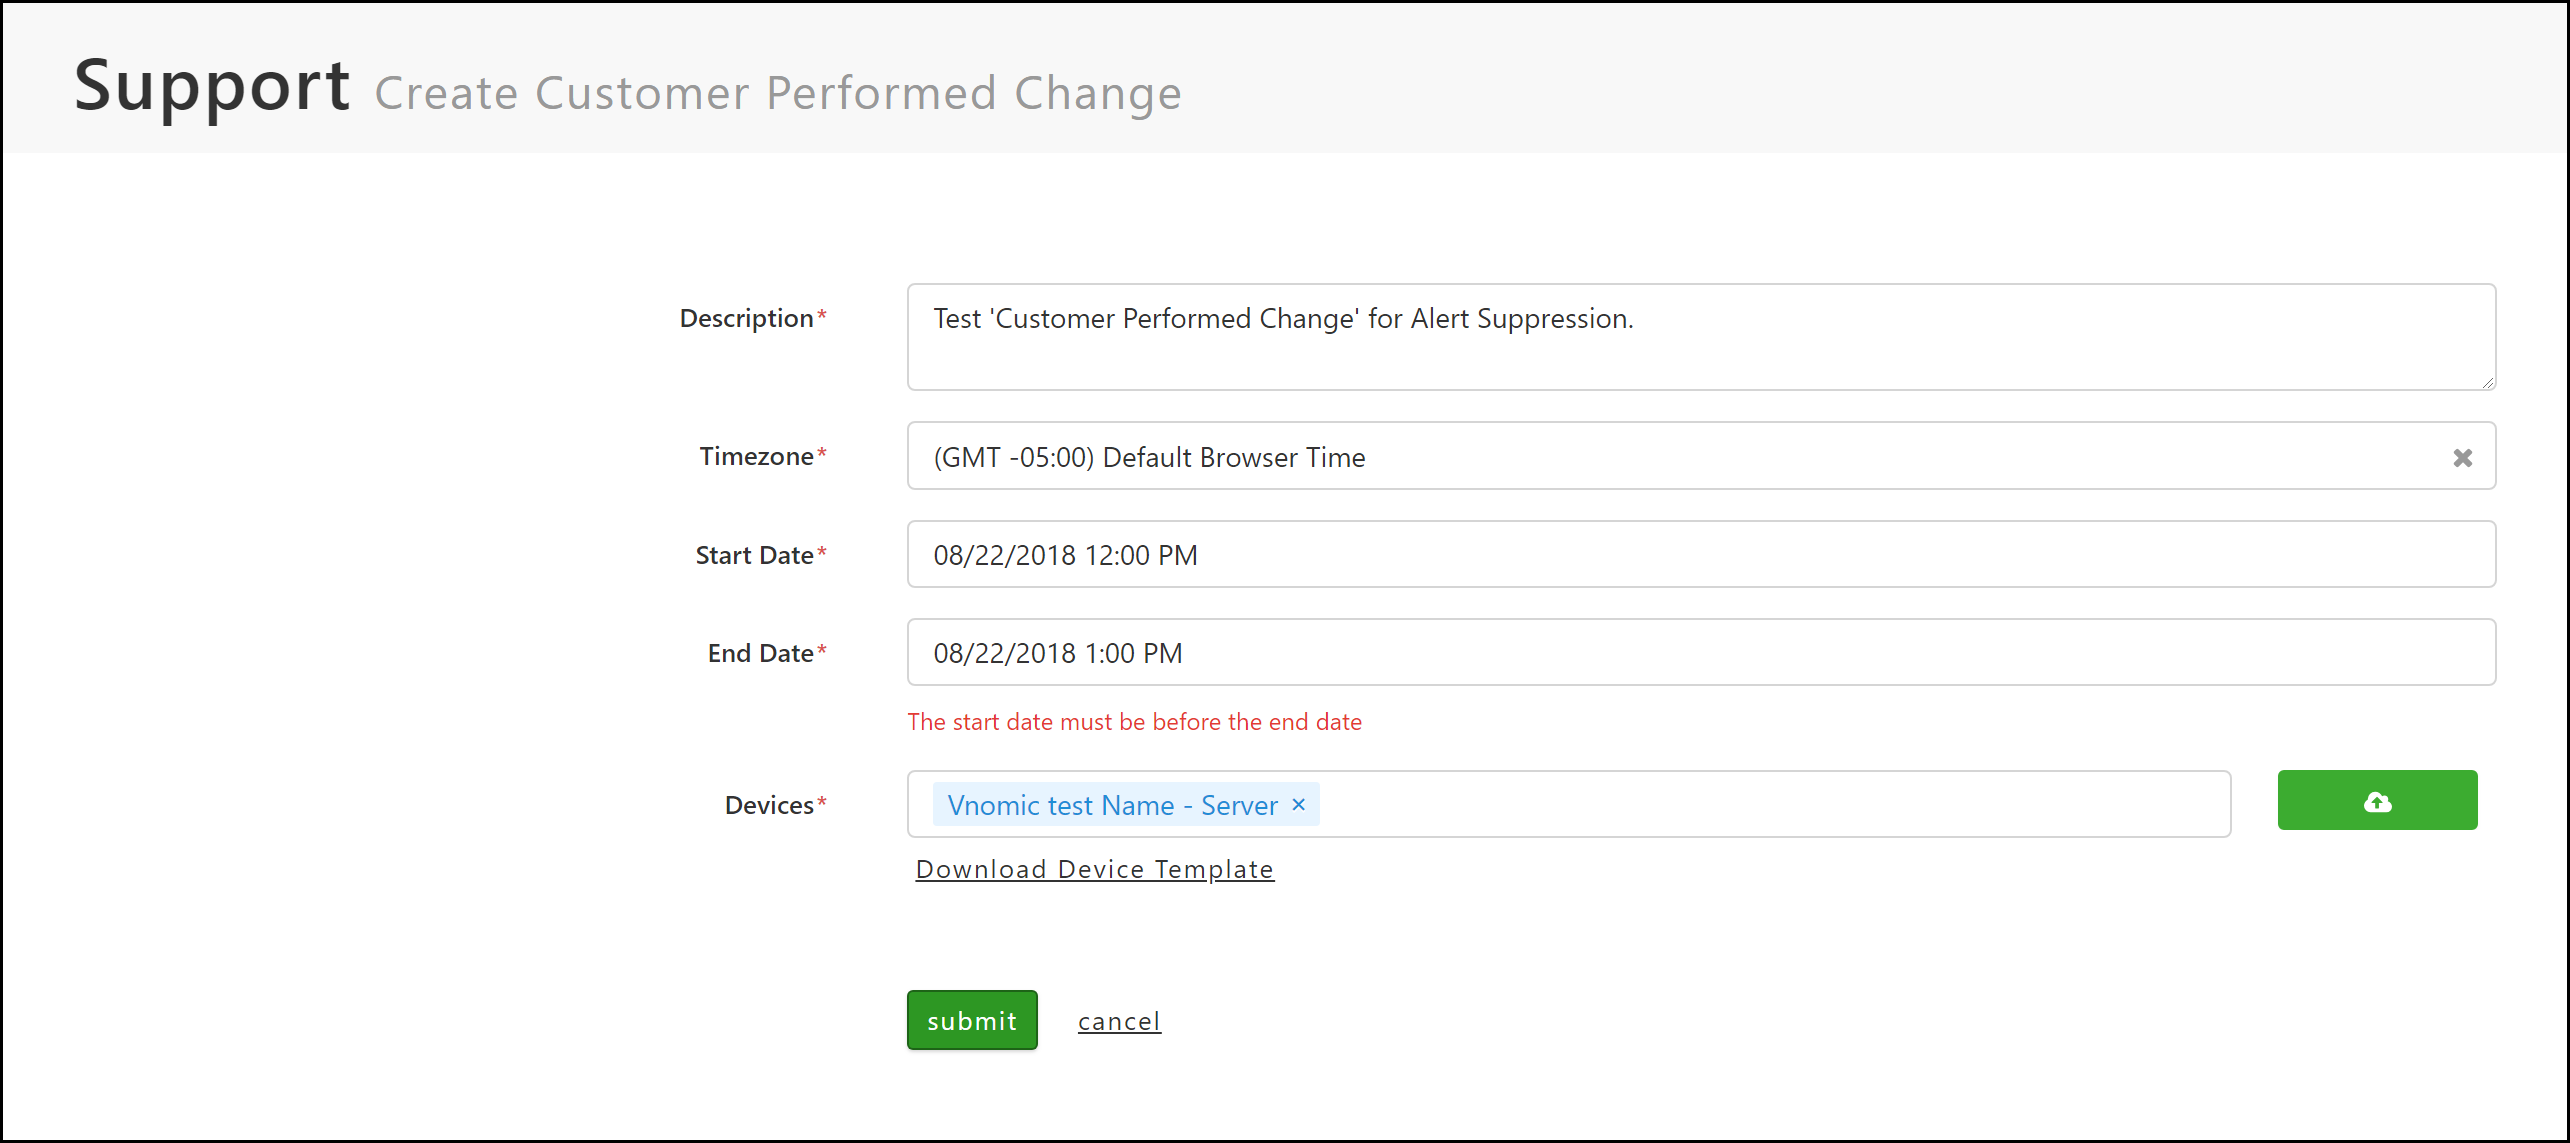 Support Create Customer Performed Change
Description*
Test 'Customer Performed Change' for Alert Suppression.
Timezone*
(GMT -05:00) Default Browser Time
Start Date*
08/22/2018 12:00 PM
End Date*
08/22/2018 1:00 PM
The start date must be before the end date
Devices*
Vnomic test Name - Server ×
Download Device Template
submit cancel